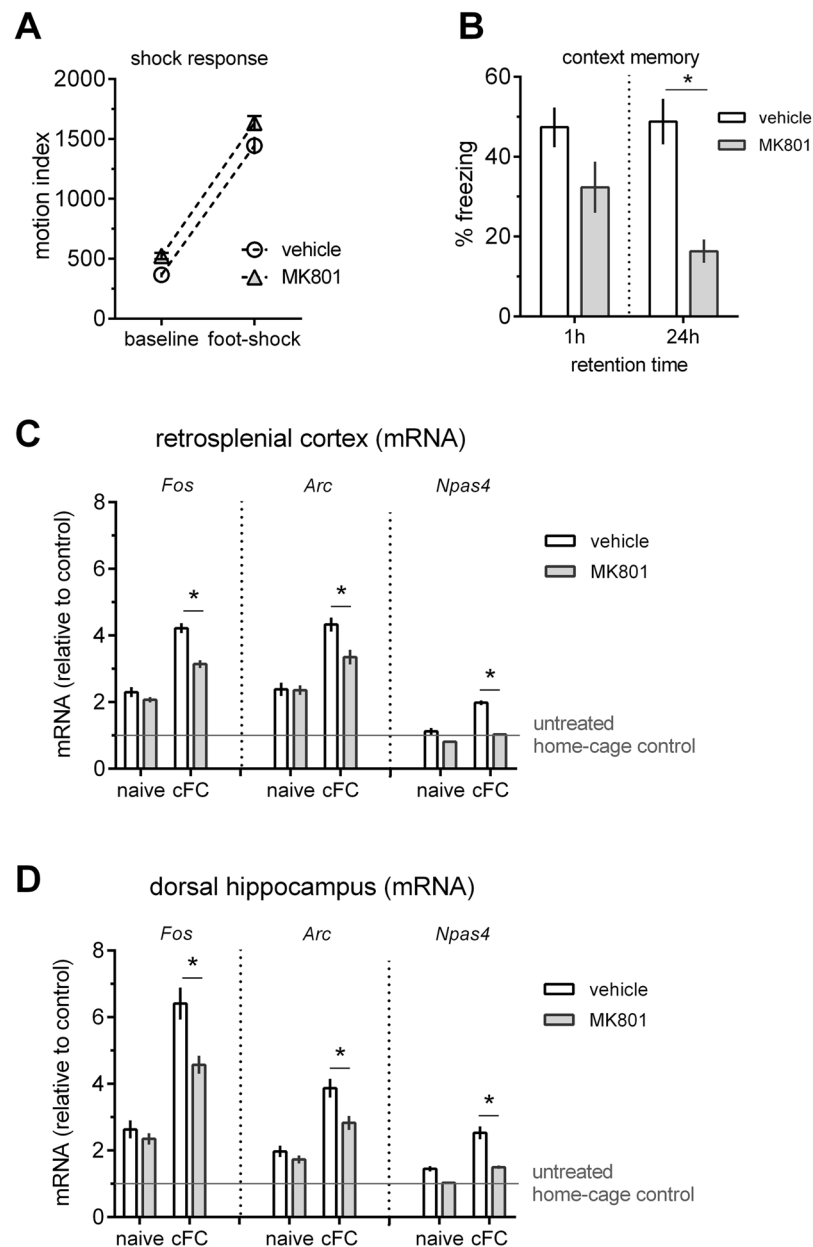 A
shock response
2000
1500
1000
500
0
motion index
vehicle
MK801
baseline foot-shock
B
context memory
60
40
20
0
% freezing
*
vehicle
MK801
1h 24h
retention time
C
retrosplenial cortex (mRNA)
Fos Arc Npas4
8
6
4
2
0
mRNA (relative to control)
* * *
vehicle
MK801
untreated
home-cage control
naive cFC naive cFC naive cFC
D
dorsal hippocampus (mRNA)
Fos Arc Npas4
8
6
4
2
0
mRNA (relative to control)
* * *
vehicle
MK801
untreated
home-cage control
naive cFC naive cFC naive cFC